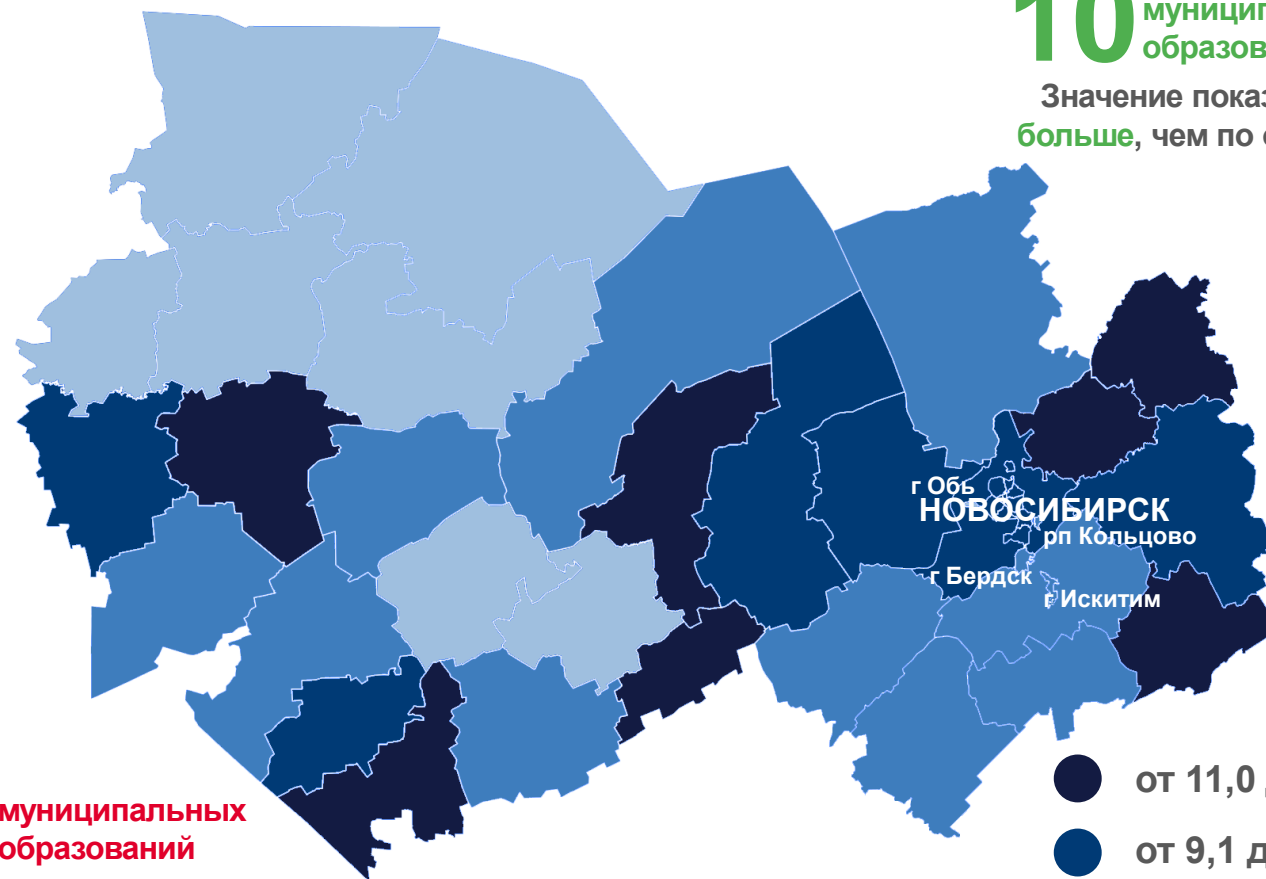 10 муницип
образов
Значение показ
больше, чем по с
г Обь
НОВОСИБИРСК
рп Кольцово
г Бердск
г Искитим
от 11,0
от 9,1 д
муниципальных
образований